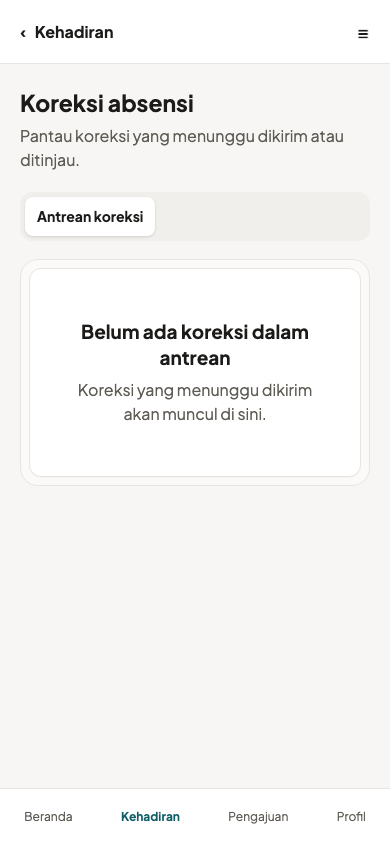 ‹ Kehadiran
≡
Koreksi absensi
Pantau koreksi yang menunggu dikirim atau
ditinjau.
Antrean koreksi
Belum ada koreksi dalam
antrean
Koreksi yang menunggu dikirim
akan muncul di sini.
Beranda
Kehadiran
Pengajuan
Profil